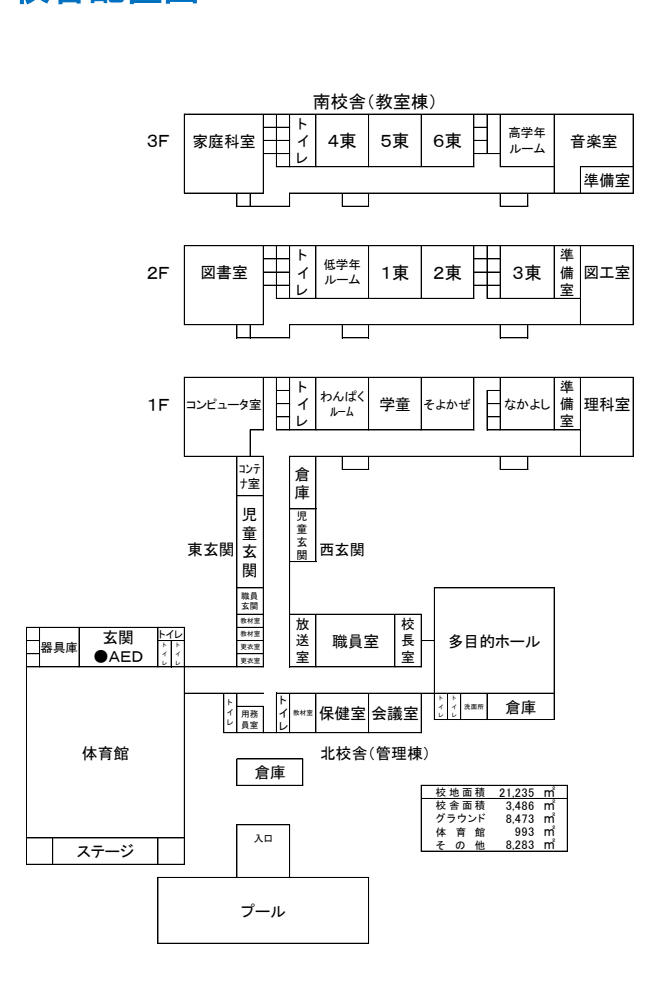 南校舎（教室棟）
3F
家庭科室
トイレ
4東
5東
6東
高学年
ルーム
音楽室
準備室
2F
図書室
トイレ
低学年
ルーム
1東
2東
3東
準備室
図工室
1F
コンピュータ室
トイレ
わんぱく
ルーム
学童
そよかぜ
なかよし
準備室
理科室
コンテ
ナ室
倉庫
児童玄関
児童玄関
東玄関
西玄関
職員
玄関
教材室
教材室
更衣室
更衣室
放送室
職員室
校長室
多目的ホール
器具庫
玄関
●AED
トイレ
トイレ
トイレ
トイレ
用務
員室
トイレ
教材室
保健室
会議室
トイレ
トイレ
洗面所
倉庫
体育館
北校舎（管理棟）
倉庫
校地面積 21,235 ㎡
校舎面積 3,486 ㎡
グラウンド 8,473 ㎡
体育館 993 ㎡
その他 8,283 ㎡
ステージ
入口
プール